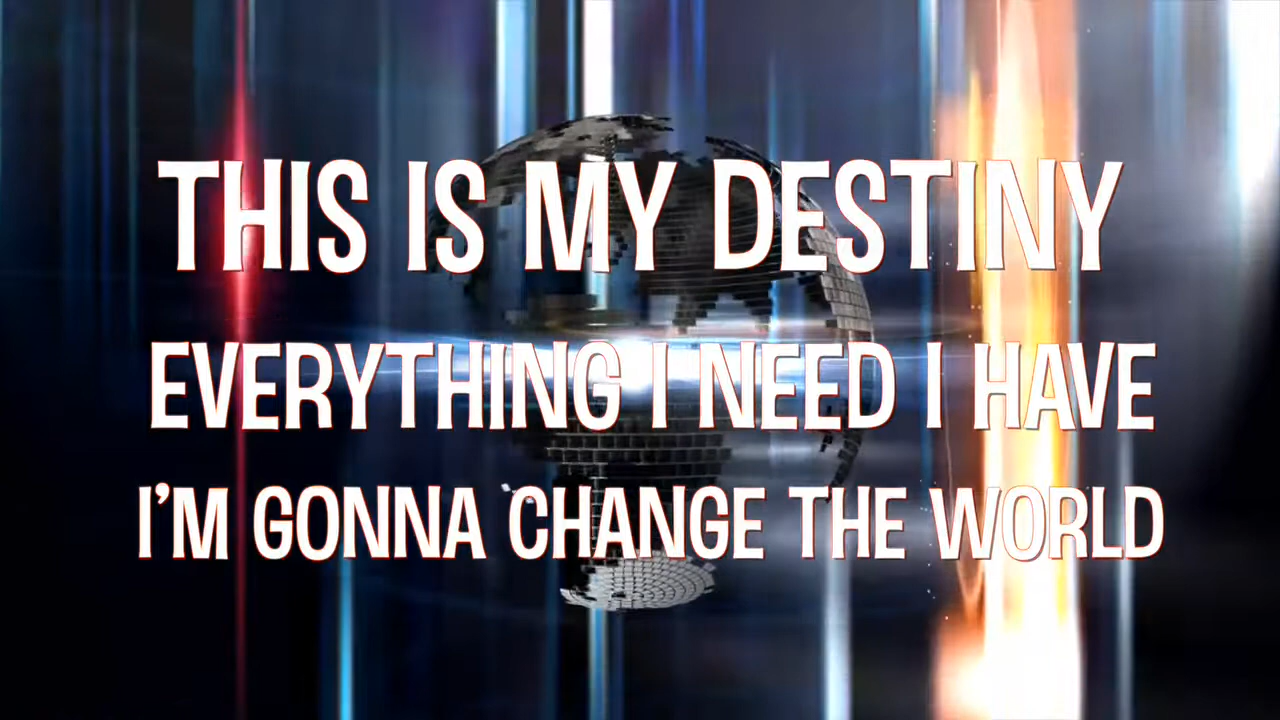 THIS IS MY DESTINY
EVERYTHING I NEED I HAVE
I'M GONNA CHANGE THE WORLD